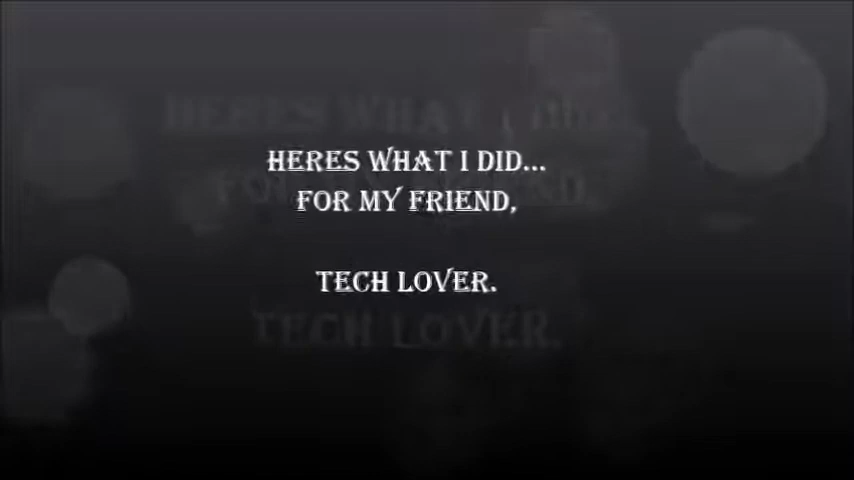 HERES WHAT I DID...
FOR MY FRIEND,
TECH LOVER.